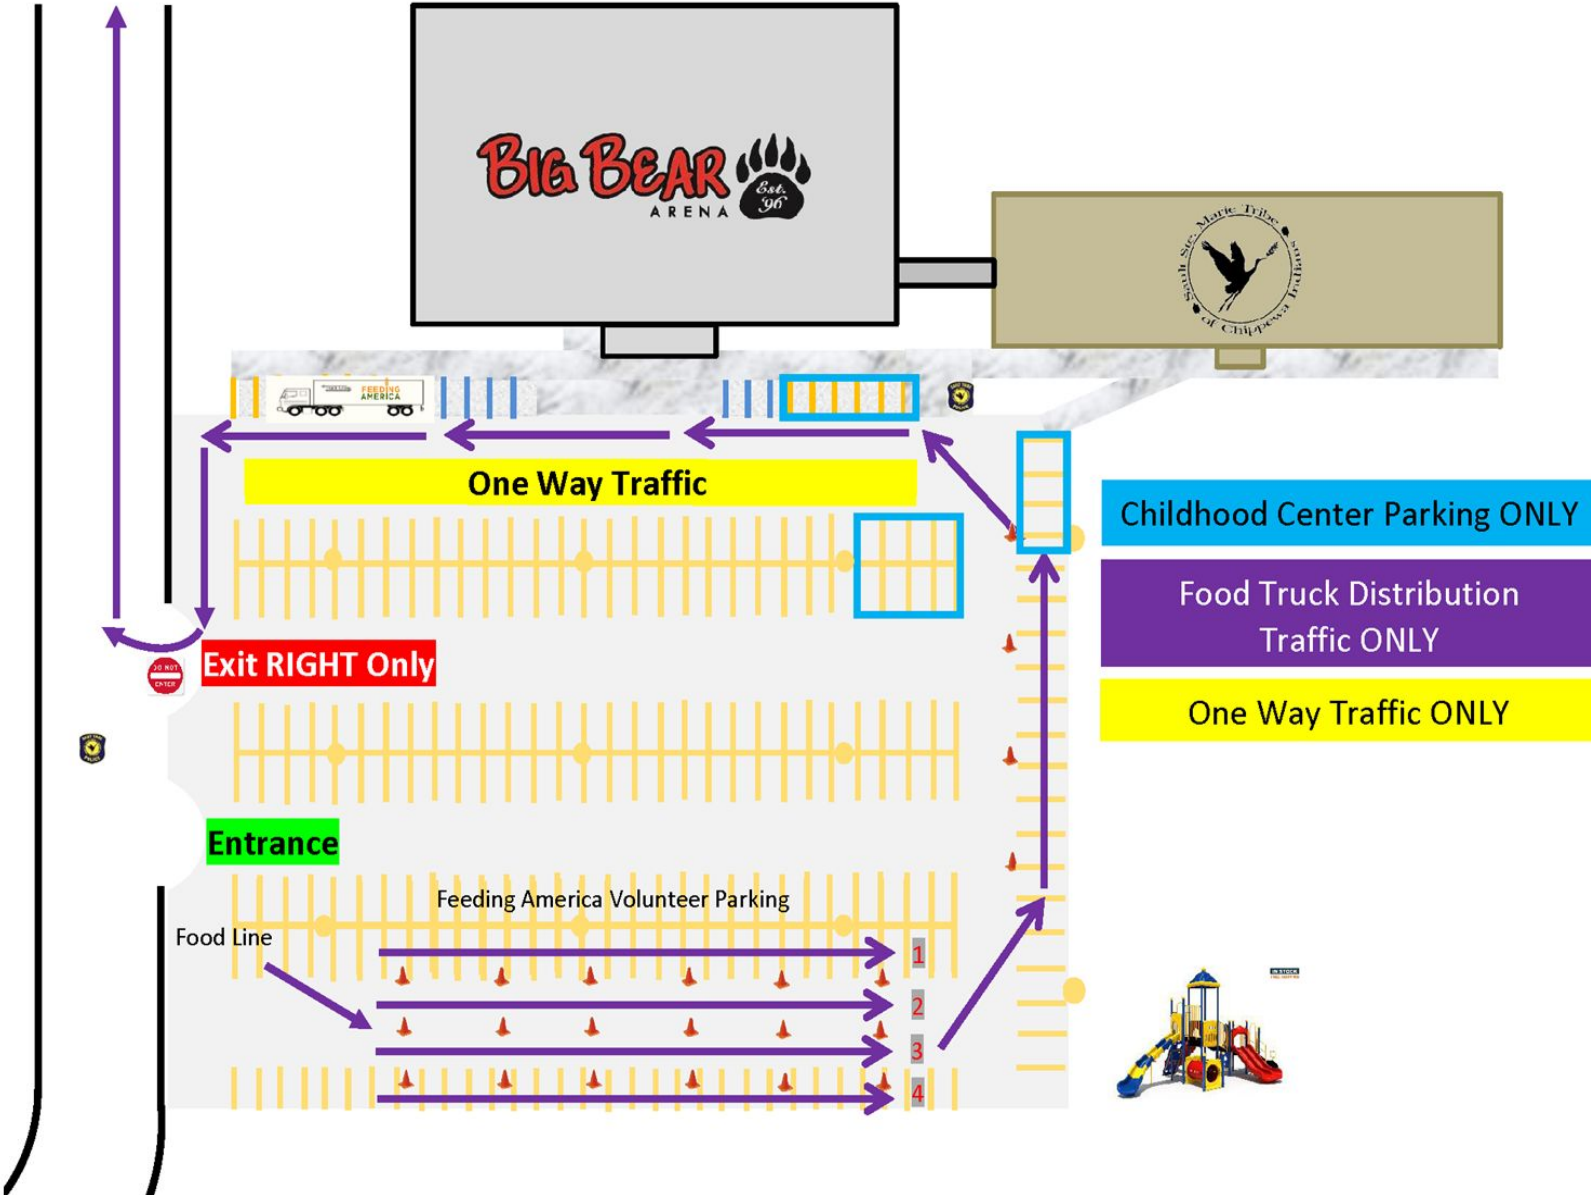 BIG BEAR
ARENA
Est.
'96
Sault Ste. Marie Tribe
of Chippewa Indians
FEEDING
AMERICA
One Way Traffic
Childhood Center Parking ONLY
Food Truck Distribution
Traffic ONLY
One Way Traffic ONLY
DO NOT
ENTER
Exit RIGHT Only
Entrance
Feeding America Volunteer Parking
Food Line
1
2
3
4
IN STOCK